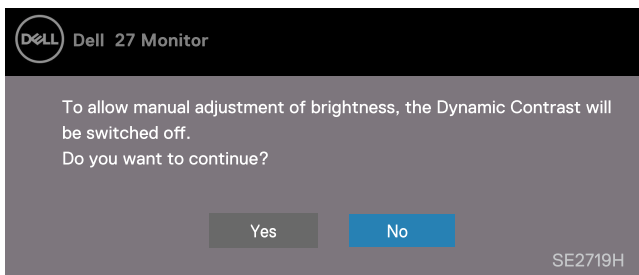 DELL Dell 27 Monitor
To allow manual adjustment of brightness, the Dynamic Contrast will
be switched off.
Do you want to continue?
Yes No
SE2719H